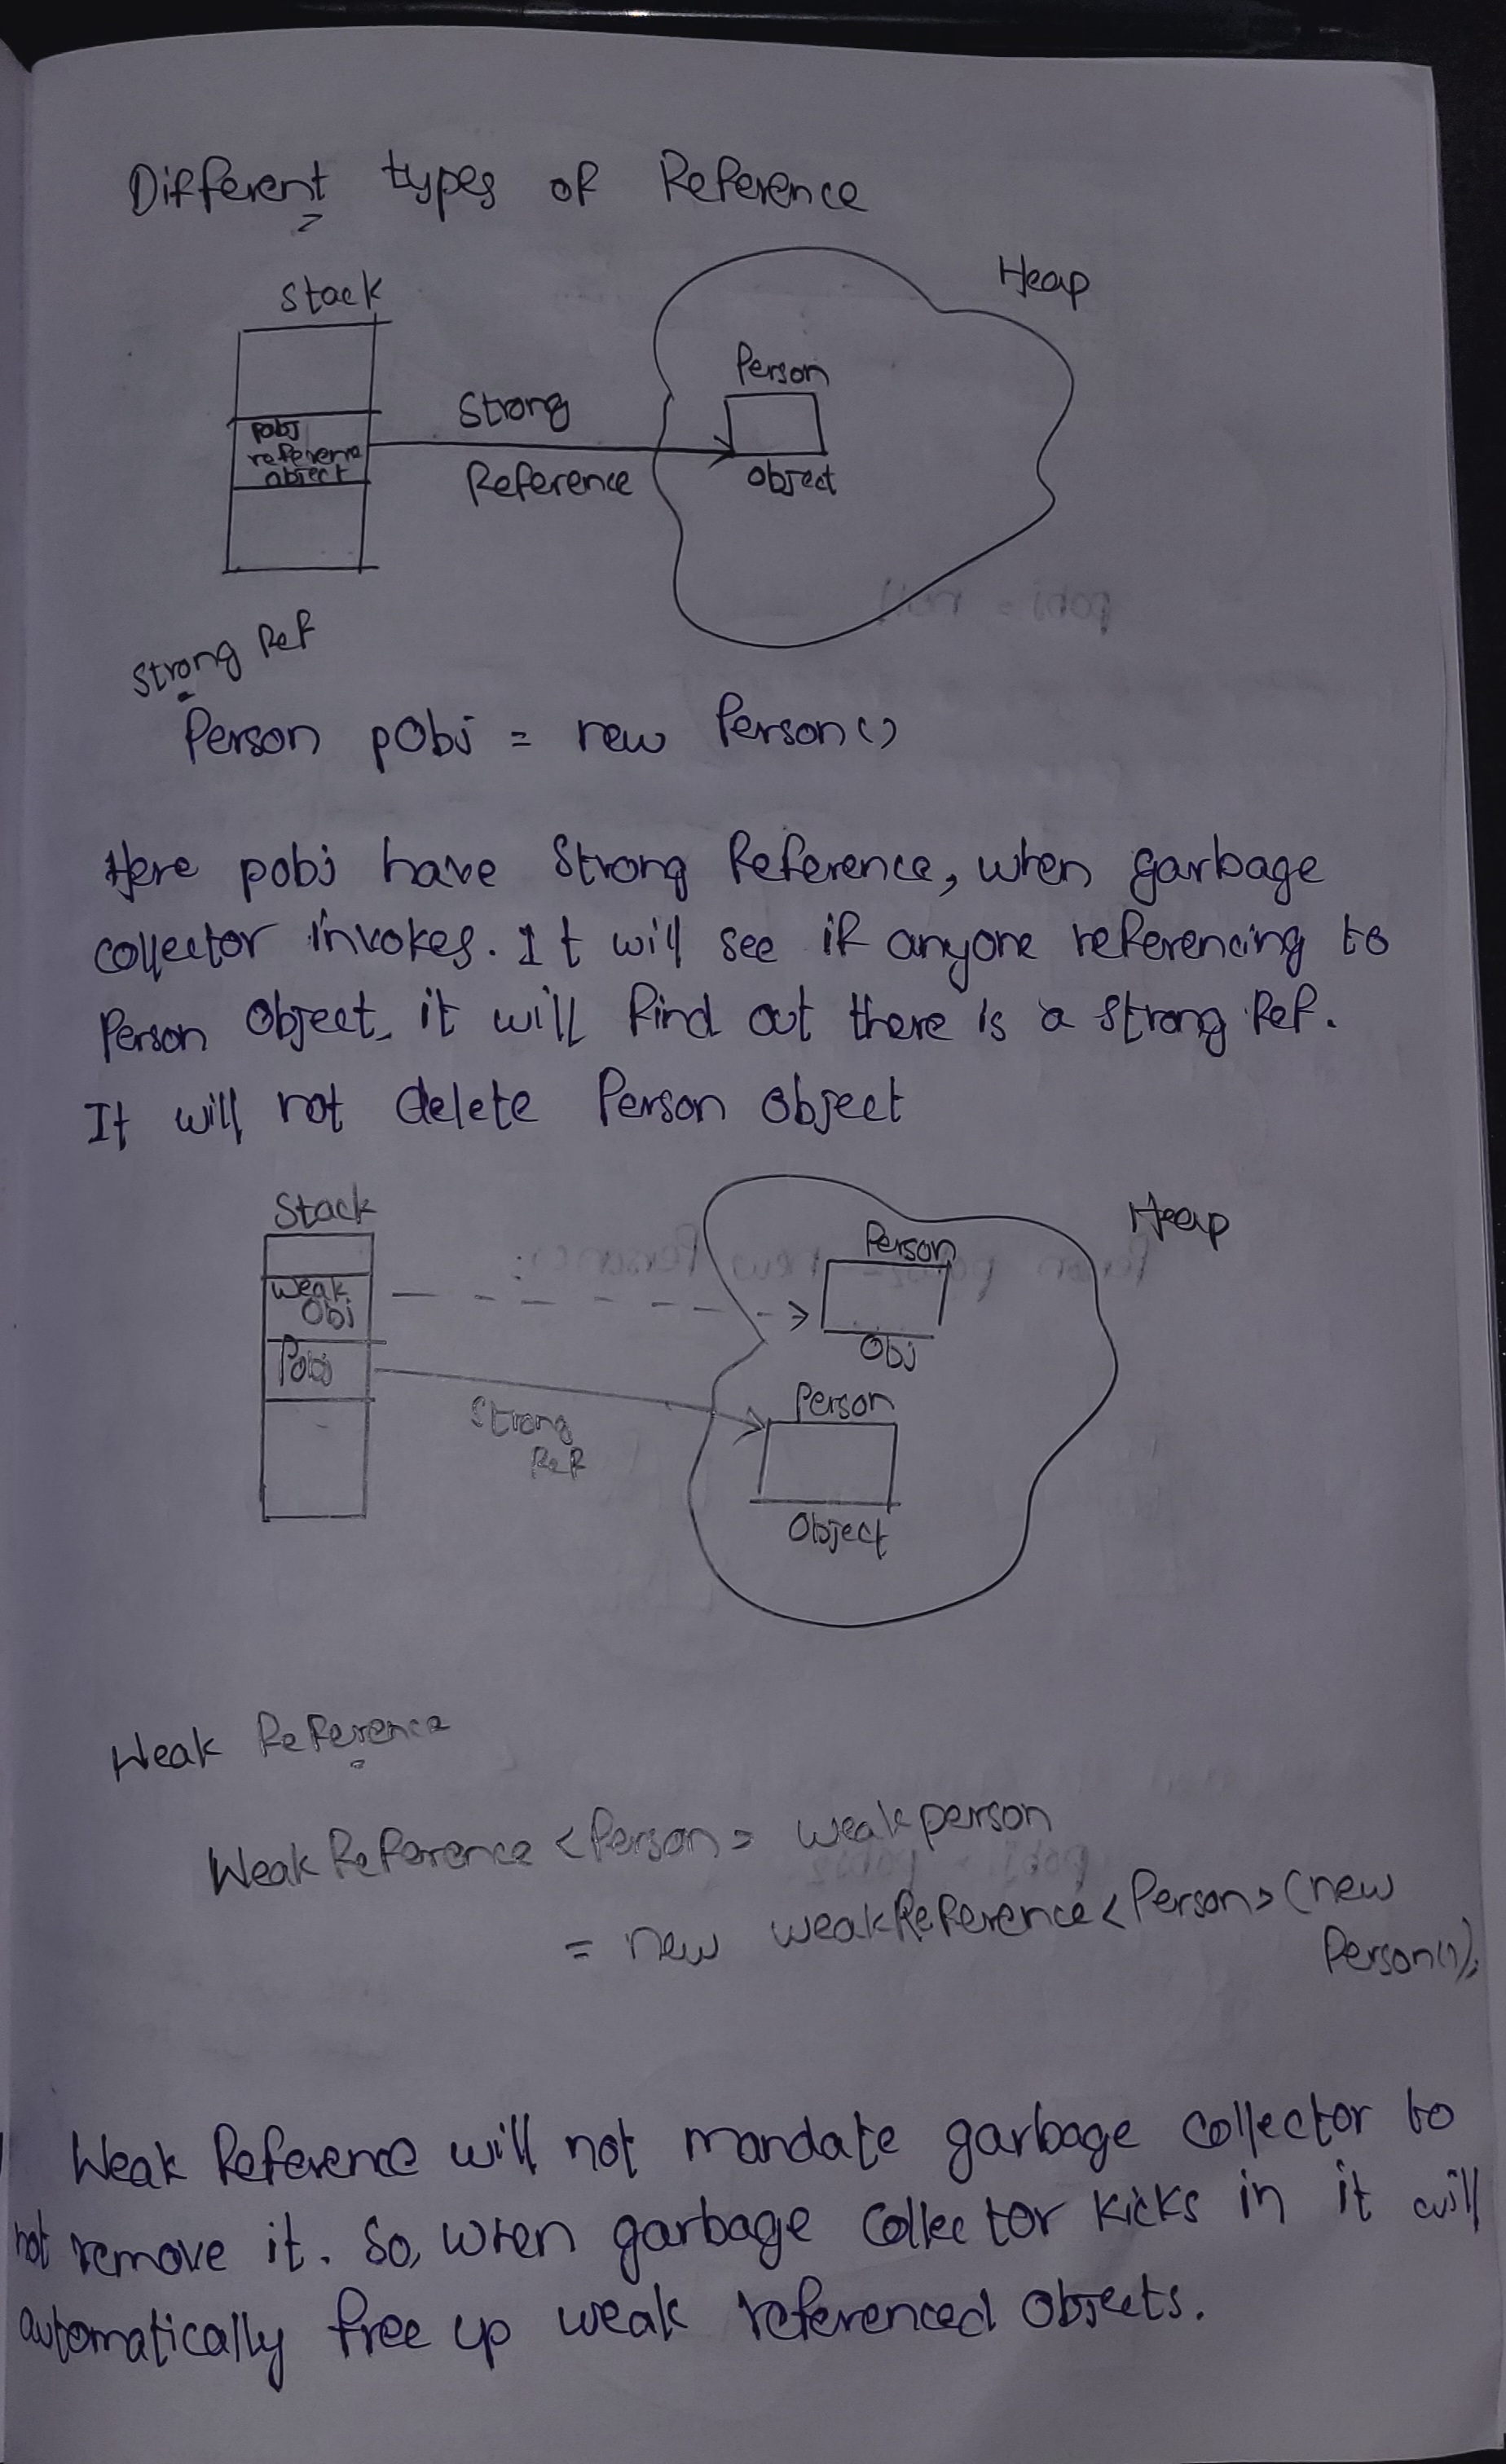 Different types of Reference
Stack
Heap
Person
Strong
pobj
reference
object
Reference
object
Strong Ref
Person pObj = new Person()
Here pobj have Strong Reference, when garbage
collector invokes. It will see if anyone referencing to
Person Object, it will find out there is a strong Ref.
It will not delete Person object
Stack
Heap
Person
Weak
Obj
Obj
Pobj
Person
Strong
Ref
Object
Weak Reference
WeakReference <Person> weakperson
= new weakReference<Person>(new
Person());
Weak Reference will not mandate garbage collector to
not remove it. So, when garbage collector kicks in it will
automatically free up weak referenced objects.